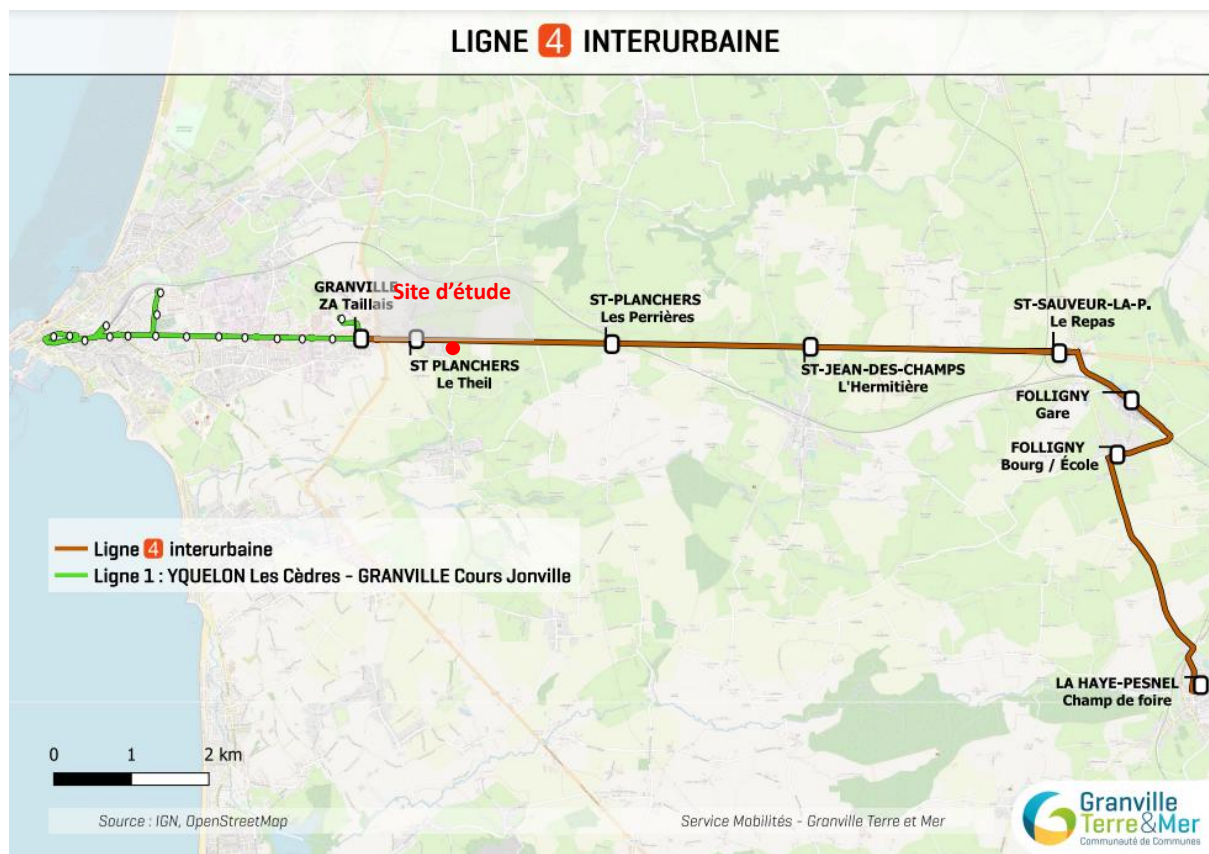 LIGNE 4 INTERURBAINE
GRANVILLE
ZA Taillais
Site d'étude
ST PLANCHERS
Le Theil
ST-PLANCHERS
Les Perrières
ST-JEAN-DES-CHAMPS
L'Hermitière
ST-SAUVEUR-LA-P.
Le Repas
FOLLIGNY
Gare
FOLLIGNY
Bourg / École
LA HAYE-PESNEL
Champ de foire
Ligne 4 interurbaine
Ligne 1 : YQUELON Les Cèdres - GRANVILLE Cours Jonville
0 1 2 km
Source : IGN, OpenStreetMap
Service Mobilités - Granville Terre et Mer
Granville
Terre&Mer
Communauté de Communes